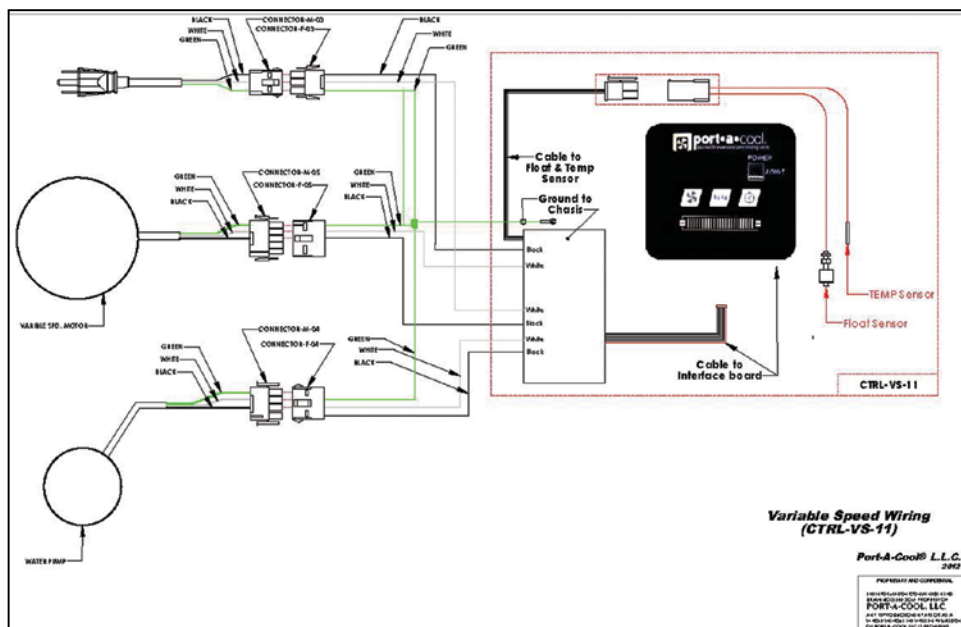 BLACK
WHITE
GREEN
CONNECTOR-M-03
CONNECTOR-F-03
BLACK
WHITE
GREEN
GREEN
WHITE
BLACK
CONNECTOR-M-05
CONNECTOR-F-05
GREEN
WHITE
BLACK
VARIBLE SPD. MOTOR
GREEN
WHITE
BLACK
CONNECTOR-M-04
CONNECTOR-F-04
GREEN
WHITE
BLACK
WATER PUMP
Cable to
Float & Temp
Sensor
Ground to
Chasis
Black
White
White
Black
White
Black
port•a•cool
POWER
Cable to
Interface board
TEMP Sensor
Float Sensor
CTRL-VS-11
Variable Speed Wiring
(CTRL-VS-11)
Port-A-Cool® L.L.C.
2012
PROPRIETARY AND CONFIDENTIAL
PORT-A-COOL, LLC.